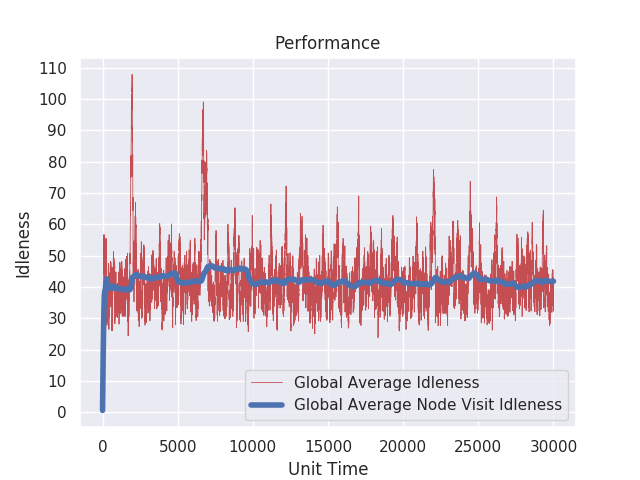 Performance
110
100
90
80
70
60
50
40
30
20
10
0
Idleness
Global Average Idleness
Global Average Node Visit Idleness
0 5000 10000 15000 20000 25000 30000
Unit Time